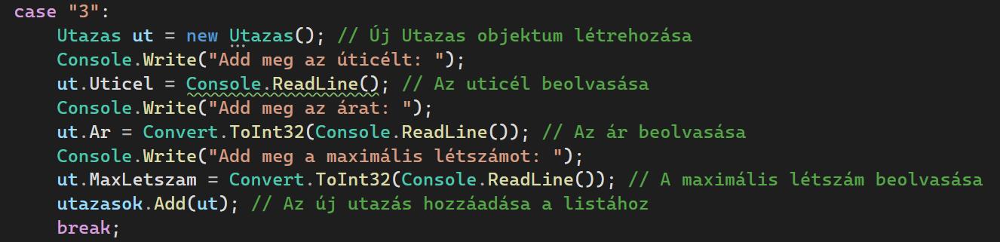 case "3":
Utazas ut = new Utazas(); // Új Utazas objektum létrehozása
Console.Write("Add meg az úticélt: ");
ut.Uticel = Console.ReadLine(); // Az uticél beolvasása
Console.Write("Add meg az árat: ");
ut.Ar = Convert.ToInt32(Console.ReadLine()); // Az ár beolvasása
Console.Write("Add meg a maximális létszámot: ");
ut.MaxLetszam = Convert.ToInt32(Console.ReadLine()); // A maximális létszám beolvasása
utazasok.Add(ut); // Az új utazás hozzáadása a listához
break;